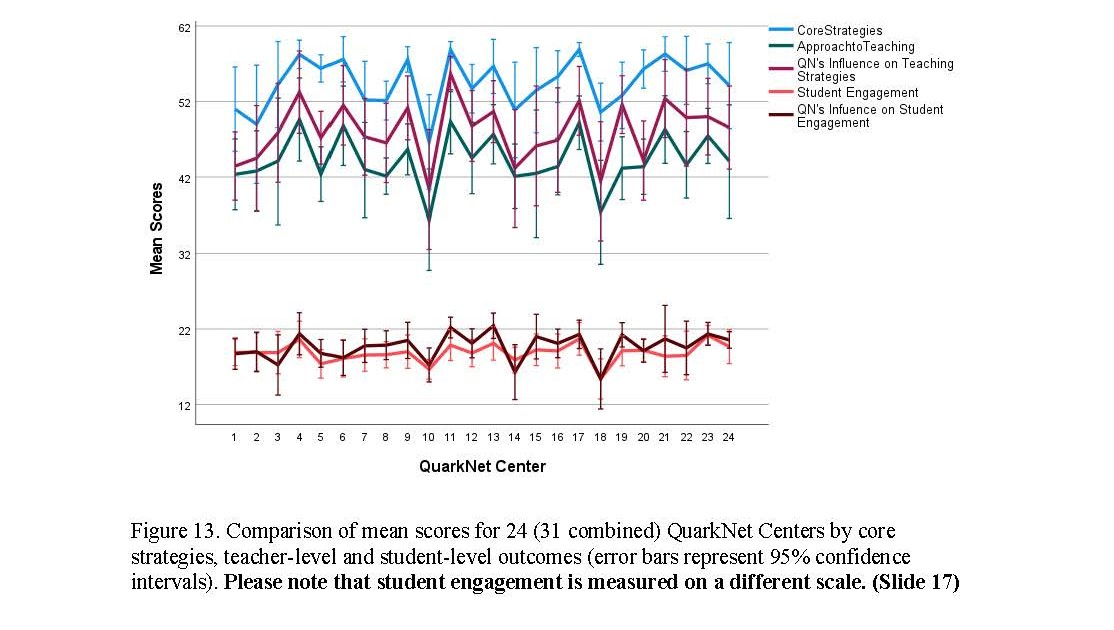 62
52
42
32
22
12
Mean Scores
1 2 3 4 5 6 7 8 9 10 11 12 13 14 15 16 17 18 19 20 21 22 23 24
QuarkNet Center
CoreStrategies
ApproachtoTeaching
QN's Influence on Teaching
Strategies
Student Engagement
QN's Infuence on Student
Engagement
Figure 13. Comparison of mean scores for 24 (31 combined) QuarkNet Centers by core
strategies, teacher-level and student-level outcomes (error bars represent 95% confidence
intervals). Please note that student engagement is measured on a different scale. (Slide 17)